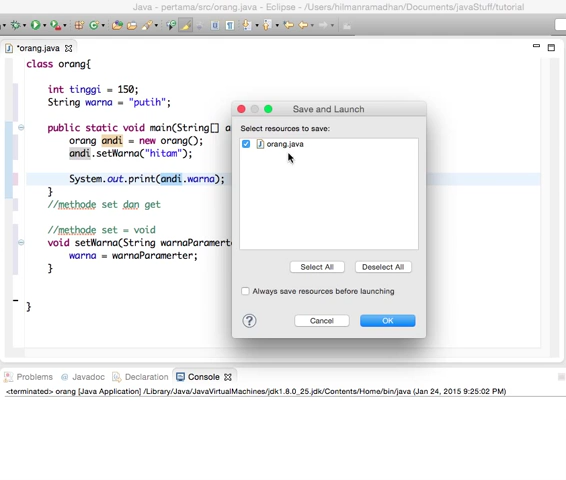 Java - pertama/src/orang.java - Eclipse - /Users/hilmanramadhan/Documents/javaStuff/tutorial
*orang.java
class orang{
int tinggi = 150;
String warna = "putih";
public static void main(String[] a
orang andi = new orang();
andi.setWarna("hitam");
System.out.print(andi.warna);
}
//methode set dan get
//methode set = void
void setWarna(String warnaParamert
warna = warnaParamerter;
}
}
Save and Launch
Select resources to save:
orang.java
Select All
Deselect All
Always save resources before launching
?
Cancel
OK
Problems
@ Javadoc
Declaration
Console
<terminated> orang [Java Application] /Library/Java/JavaVirtualMachines/jdk1.8.0_25.jdk/Contents/Home/bin/java (Jan 24, 2015 9:25:02 PM)